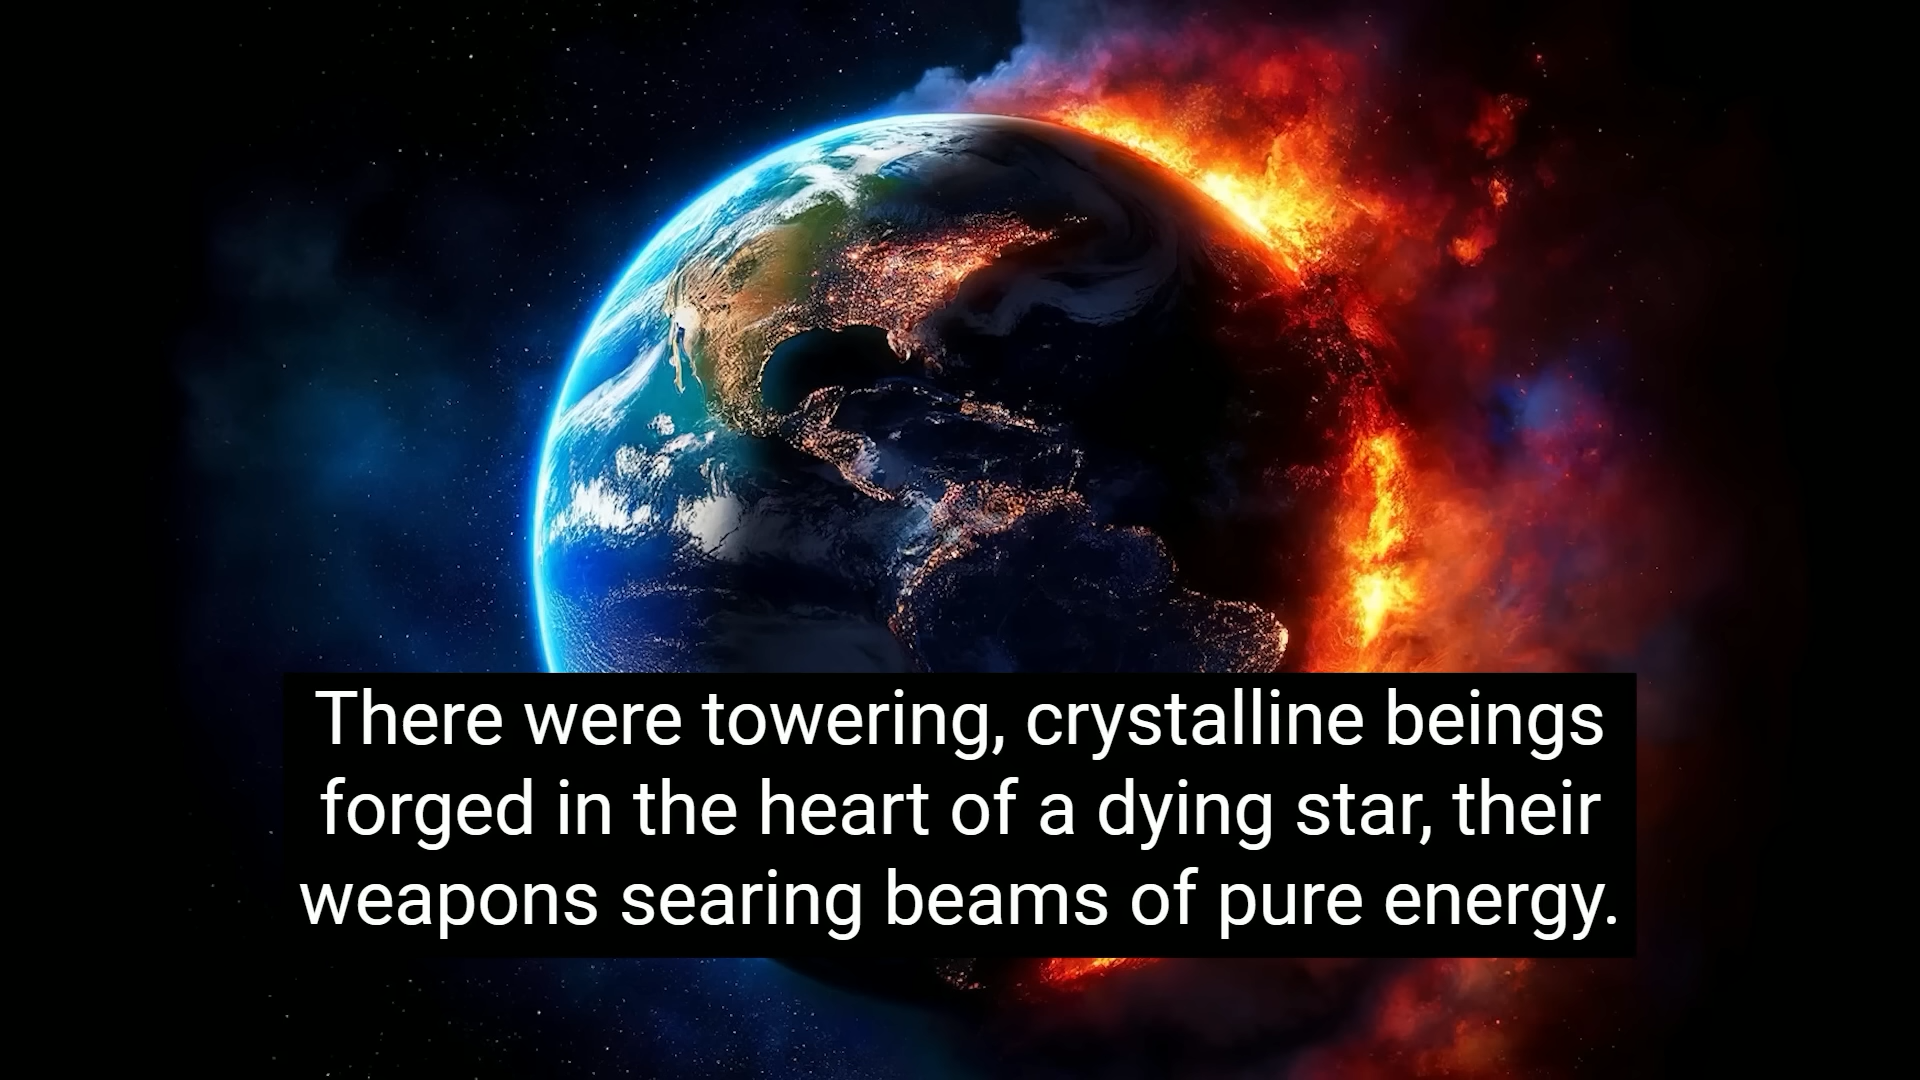 There were towering, crystalline beings
forged in the heart of a dying star, their
weapons searing beams of pure energy.